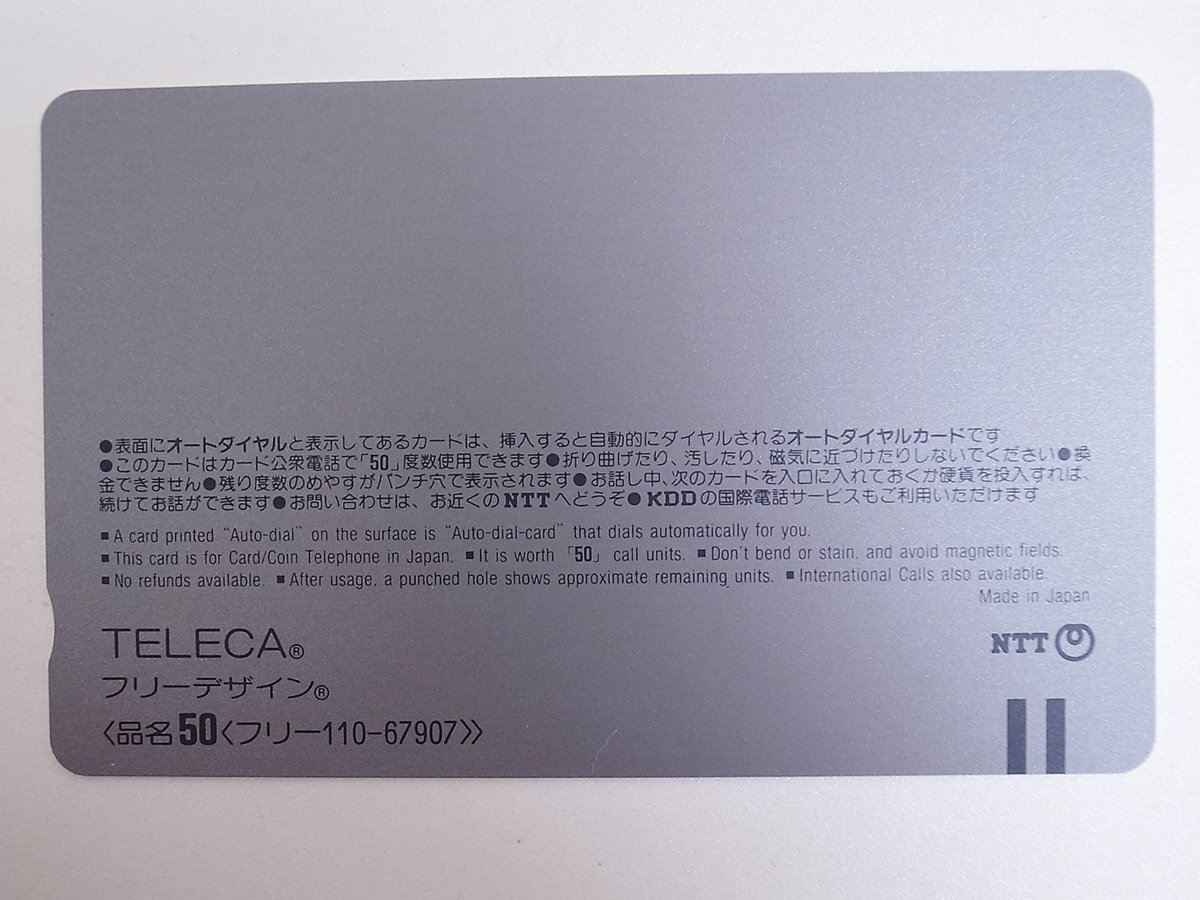 ●表面にオートダイヤルと表示してあるカードは、挿入すると自動的にダイヤルされるオートダイヤルカードです
●このカードはカード公衆電話で「50」度数使用できます●折り曲げたり、汚したり、磁気に近づけたりしないでください●換
金できません●残り度数のめやすがパンチ穴で表示されます●お話し中、次のカードを入口に入れておくか硬貨を投入すれば、
続けてお話ができます●お問い合わせは、お近くのNTTへどうぞ●KDDの国際電話サービスもご利用いただけます
■A card printed "Auto-dial" on the surface is "Auto-dial-card" that dials automatically for you.
■This card is for Card/Coin Telephone in Japan. ■It is worth「50」call units. ■Don't bend or stain, and avoid magnetic fields.
■No refunds available. ■After usage, a punched hole shows approximate remaining units. ■International Calls also available.
Made in Japan
TELECA®
NTT
フリーデザイン®
〈品名50〈フリー110-67907〉〉